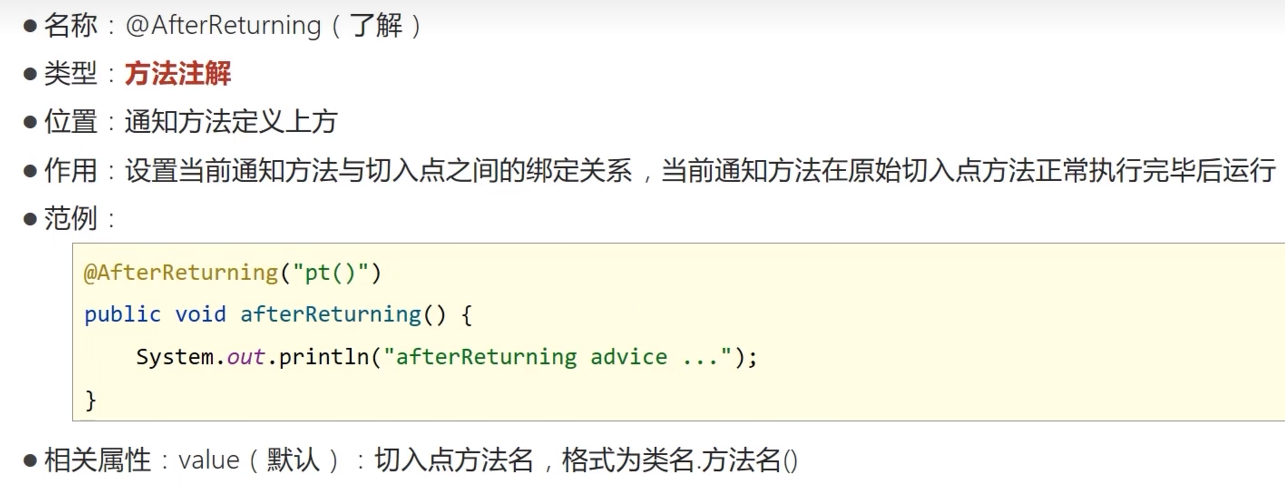 ● 名称：@AfterReturning（了解）
● 类型：方法注解
● 位置：通知方法定义上方
● 作用：设置当前通知方法与切入点之间的绑定关系，当前通知方法在原始切入点方法正常执行完毕后运行
● 范例：
@AfterReturning("pt()")
public void afterReturning() {
    System.out.println("afterReturning advice ...");
}
● 相关属性：value（默认）：切入点方法名，格式为类名.方法名()